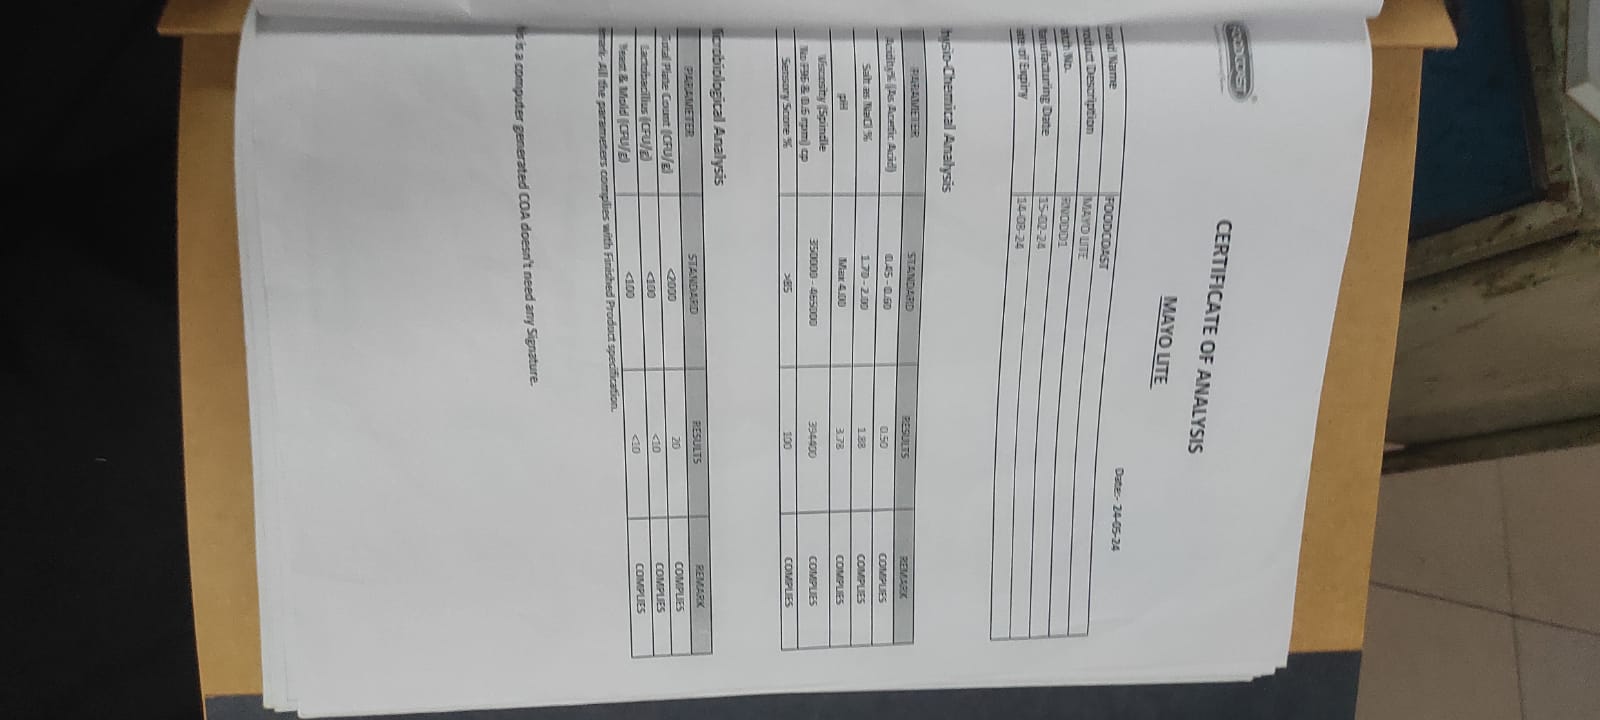 FOODCOAST
CERTIFICATE OF ANALYSIS
MAYO LITE
Date:- 24-05-24
rand Name FOODCOAST
roduct Description MAYO LITE
atch No.
anufacturing Date 15-02-24
ate of Expiry 14-08-24
hysio-Chemical Analysis
PARAMETER STANDARD RESULTS REMARK
Acidity% (As Acetic Acid) 0.45 - 0.60 0.50 COMPLIES
Salt as NaCl % 1.70 - 2.00 1.88 COMPLIES
pH Max 4.00 3.78 COMPLIES
Viscosity (Spindle
No F96 & 0.6 rpm) cp 350000 - 465000 394400 COMPLIES
Sensory Score % >85 100 COMPLIES
icrobiological Analysis
PARAMETER STANDARD RESULTS REMARK
Total Plate Count (CFU/g) <2000 20 COMPLIES
Lactobacillus (CFU/g) <100 <10 COMPLIES
Yeast & Mold (CFU/g) <100 <10 COMPLIES
mark: All the parameters complies with Finished Product specification.
is is a computer generated COA doesn't need any Signature.